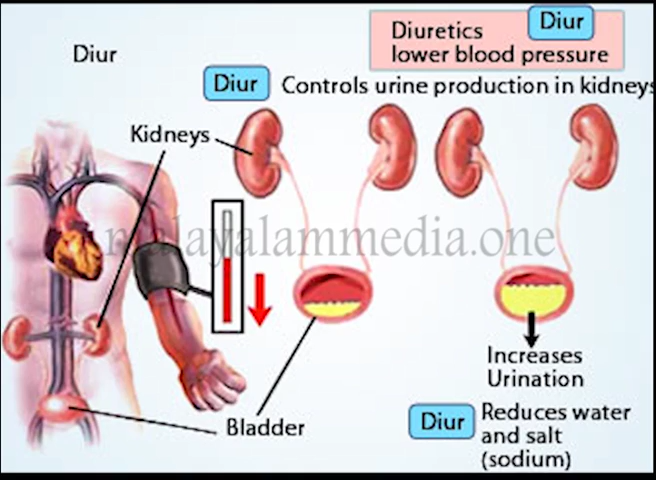 Diur
Diuretics
Diur
lower blood pressure
Diur
Controls urine production in kidneys
Kidneys
malayalammedia.one
Increases
Urination
Bladder
Diur
Reduces water
and salt
(sodium)